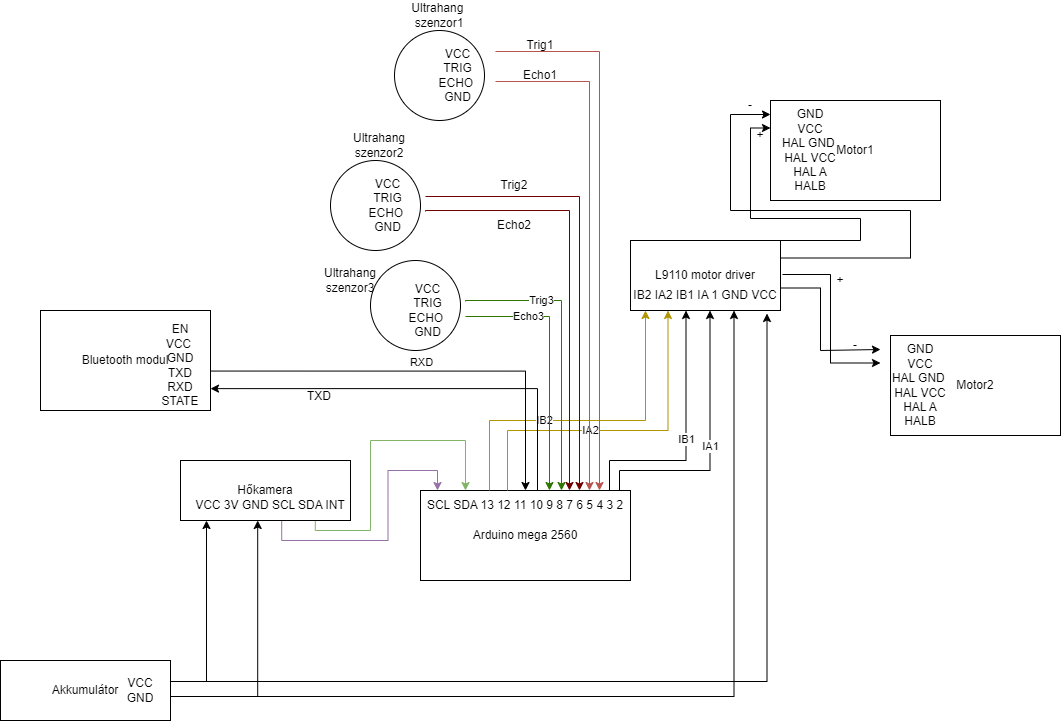 Ultrahang
szenzor1
VCC
TRIG
ECHO
GND
Trig1
Echo1
Ultrahang
szenzor2
VCC
TRIG
ECHO
GND
Trig2
Echo2
Ultrahang
szenzor3
VCC
TRIG
ECHO
GND
Trig3
Echo3
-
+
GND
VCC
HAL GND
HAL VCC
HAL A
HALB
Motor1
L9110 motor driver
IB2 IA2 IB1 IA 1 GND VCC
+
-
GND
VCC
HAL GND
HAL VCC
HAL A
HALB
Motor2
Bluetooth modul
EN
VCC
GND
TXD
RXD
STATE
RXD
TXD
IB2
IA2
IB1
IA1
Hőkamera
VCC 3V GND SCL SDA INT
SCL SDA 13 12 11 10 9 8 7 6 5 4 3 2
Arduino mega 2560
Akkumulátor
VCC
GND